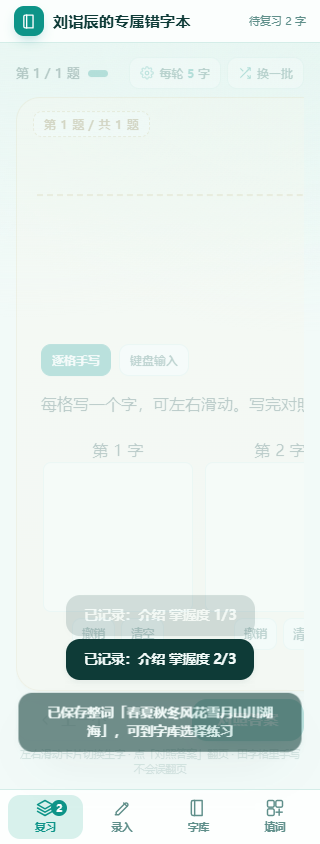 刘诣辰的专属错字本
待复习 2 字
第 1 / 1 题
每轮 5 字
换一批
第 1 题 / 共 1 题
逐格手写
键盘输入
每格写一个字，可左右滑动。写完对照
第 1 字
第 2 字
已记录：介绍 掌握度 1/3
撤销
清空
撤销
清
已记录：介绍 掌握度 2/3
已保存整词「春夏秋冬风花雪月山川湖
海」，可到字库选择练习
不会误翻页
2
复习
录入
字库
填词